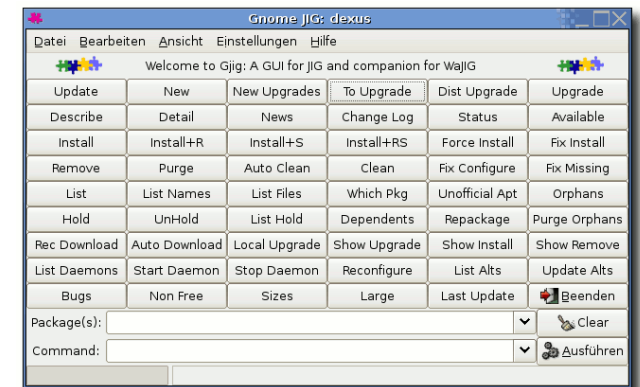 Gnome JIG: dexus
Datei Bearbeiten Ansicht Einstellungen Hilfe
Welcome to Gjig: A GUI for JIG and companion for WaJIG
Update New New Upgrades To Upgrade Dist Upgrade Upgrade
Describe Detail News Change Log Status Available
Install Install+R Install+S Install+RS Force Install Fix Install
Remove Purge Auto Clean Clean Fix Configure Fix Missing
List List Names List Files Which Pkg Unofficial Apt Orphans
Hold UnHold List Hold Dependents Repackage Purge Orphans
Rec Download Auto Download Local Upgrade Show Upgrade Show Install Show Remove
List Daemons Start Daemon Stop Daemon Reconfigure List Alts Update Alts
Bugs Non Free Sizes Large Last Update Beenden
Package(s): Clear
Command: Ausführen